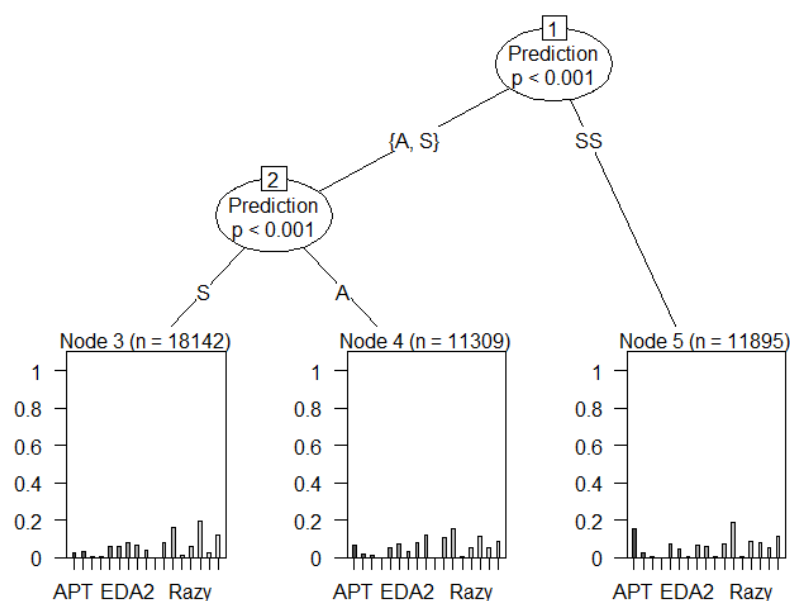 1
Prediction
p < 0.001
{A, S}
SS
2
Prediction
p < 0.001
S
A
Node 3 (n = 18142)
1
0.8
0.6
0.4
0.2
0
APT EDA2 Razy
Node 4 (n = 11309)
1
0.8
0.6
0.4
0.2
0
APT EDA2 Razy
Node 5 (n = 11895)
1
0.8
0.6
0.4
0.2
0
APT EDA2 Razy